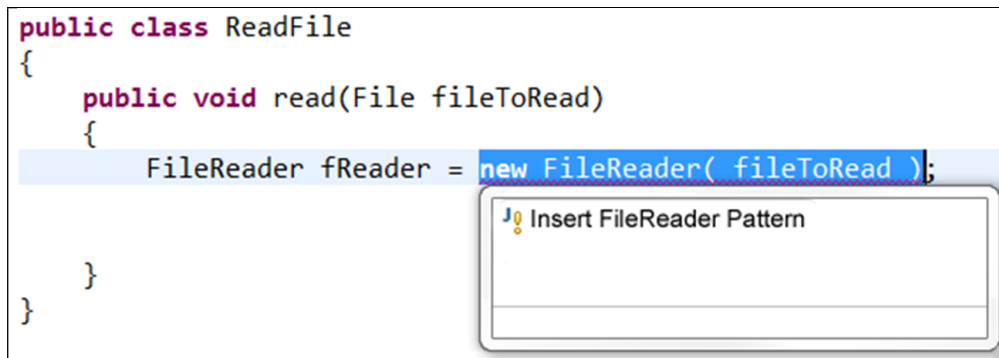 public class ReadFile
{
public void read(File fileToRead)
{
FileReader fReader = new FileReader( fileToRead );
Insert FileReader Pattern
}
}